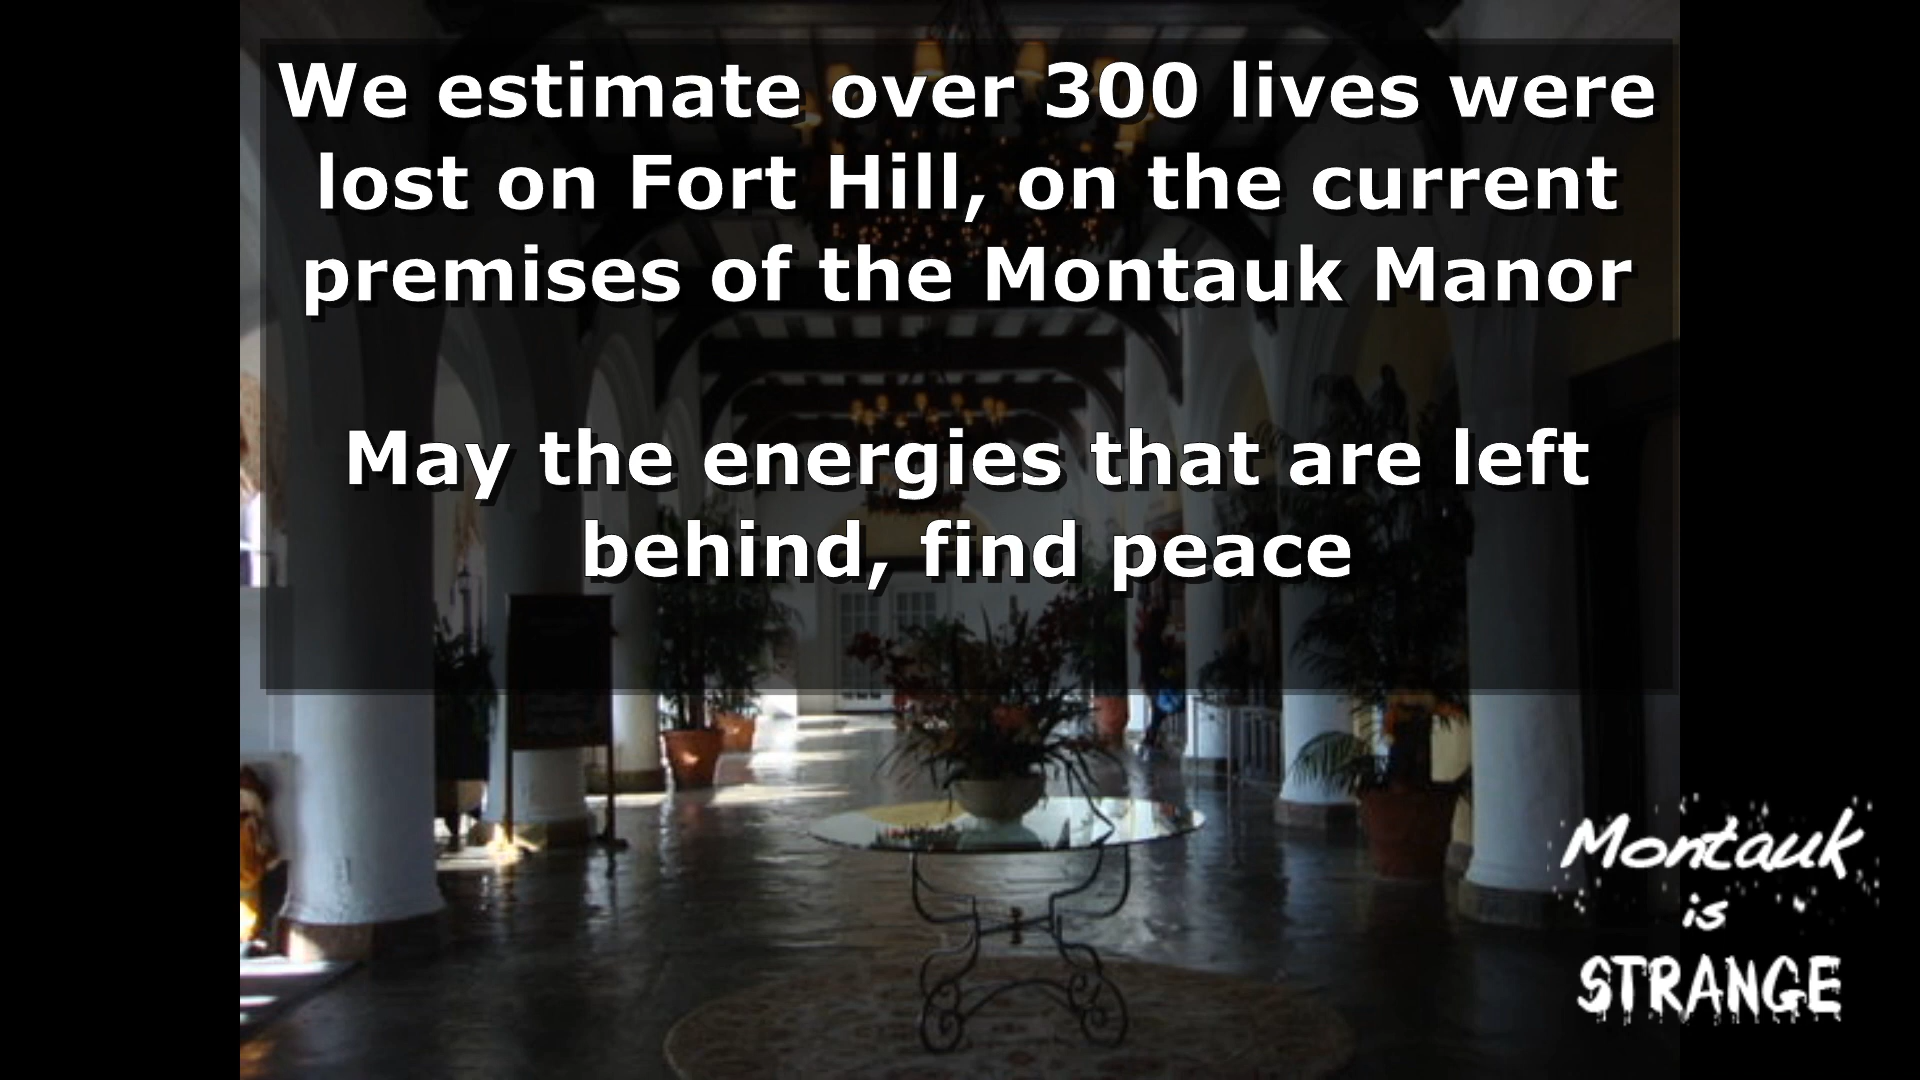 We estimate over 300 lives were
lost on Fort Hill, on the current
premises of the Montauk Manor
May the energies that are left
behind, find peace
Montauk
is
STRANGE